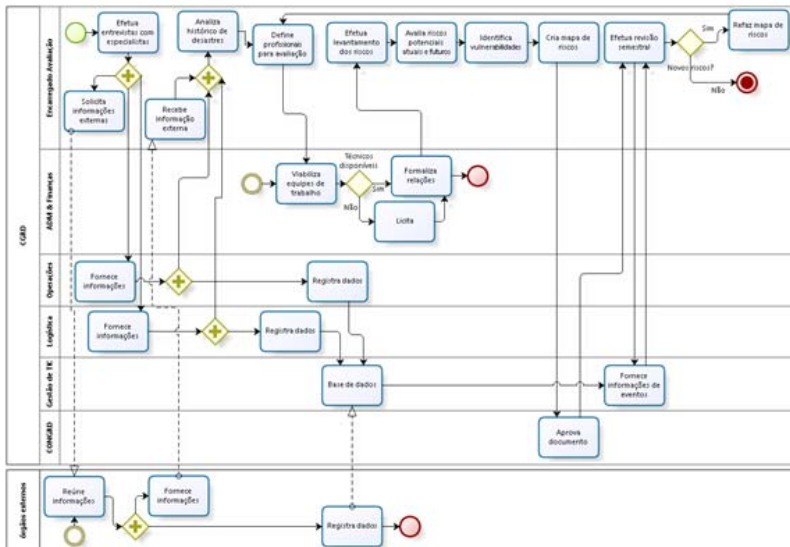 CGRD
Encarregado Avaliação
Efetua
entrevistas com
especialistas
Solicita
informações
externas
Analiza
histórico de
desastres
Recebe
informação
externa
Define
profissionais
para avaliação
Efetua
levantamento
dos riscos
Avalia riscos
potenciais
atuais e futuros
Identifica
vulnerabilidades
Cria mapa de
riscos
Efetua revisão
semestral
Novos riscos?
Sim
Não
Refaz mapa de
riscos
ADM & Finanças
Viabiliza
equipes de
trabalho
Técnicos
disponíveis
Sim
Não
Formaliza
relações
Licita
Operações
Fornece
informações
Registra dados
Logística
Fornece
informações
Registra dados
Gestão de TIC
Base de dados
Fornece
informações de
eventos
CONGRD
Aprova
documento
órgãos externos
Reúne
informações
Fornece
informações
Registra dados